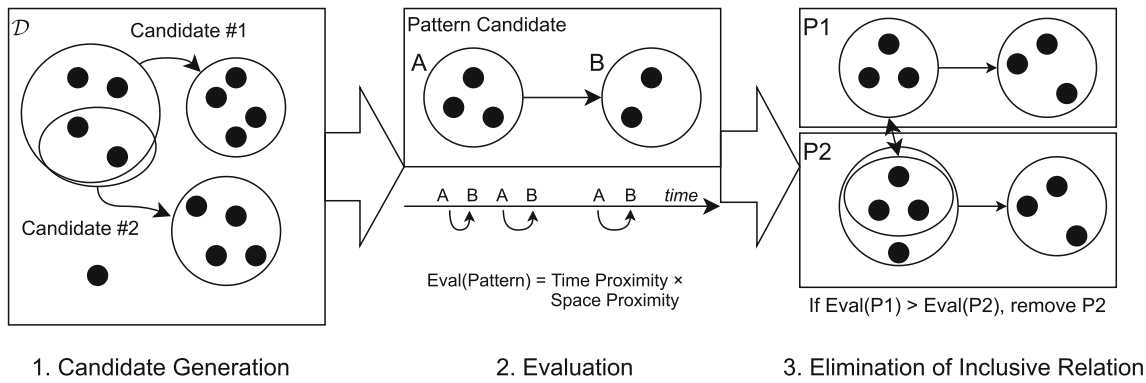 𝒟
Candidate #1
Candidate #2
1. Candidate Generation
Pattern Candidate
A B
A B A B A B time
Eval(Pattern) = Time Proximity ×
Space Proximity
2. Evaluation
P1
P2
If Eval(P1) > Eval(P2), remove P2
3. Elimination of Inclusive Relation